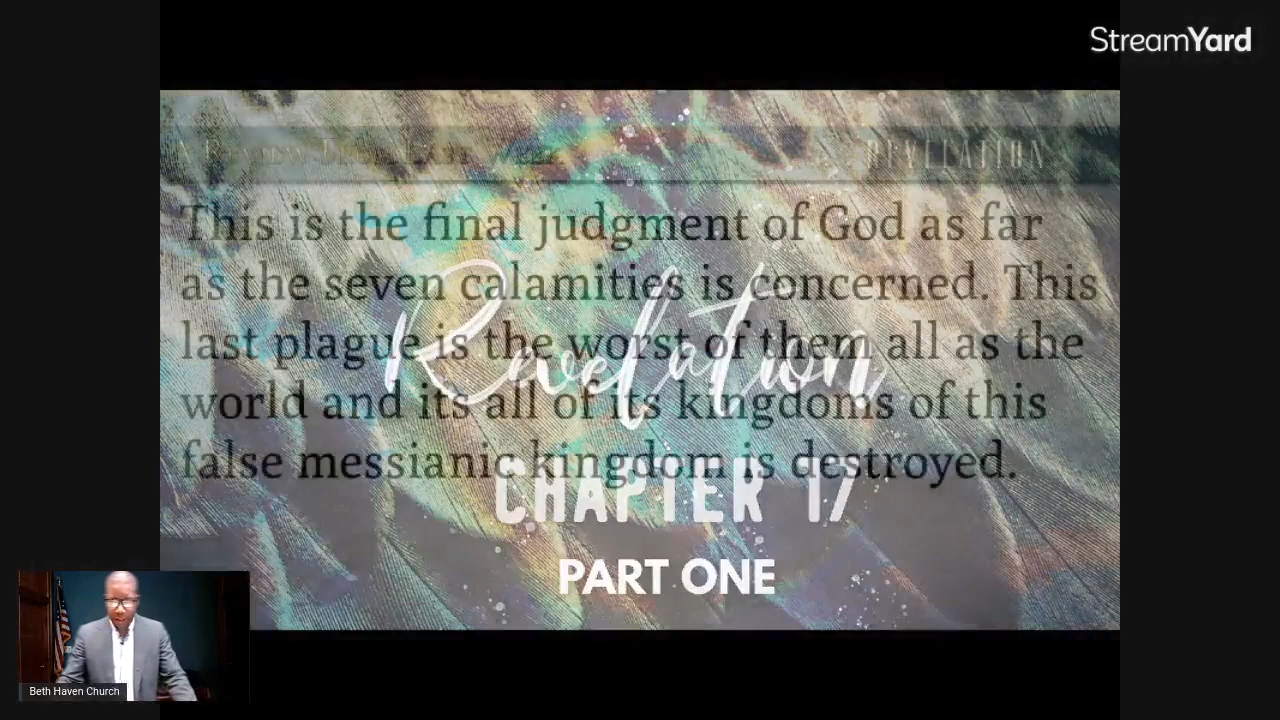 StreamYard
REVELATION
This is the final judgment of God as far
as the seven calamities is concerned. This
last plague is the worst of them all as the
world and its all of its kingdoms of this
false messianic kingdom is destroyed.
Revelation
CHAPTER 17
PART ONE
Beth Haven Church